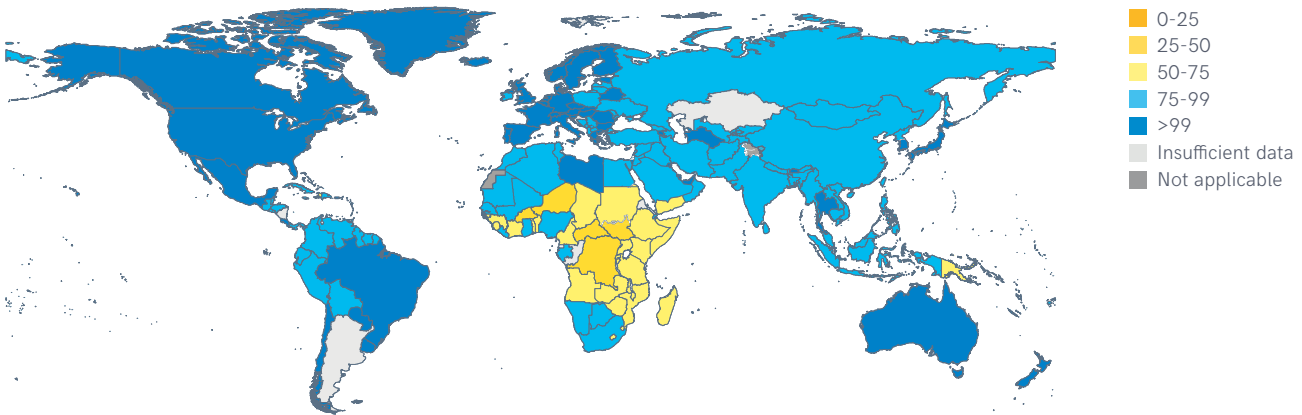 0-25
25-50
50-75
75-99
>99
Insufficient data
Not applicable